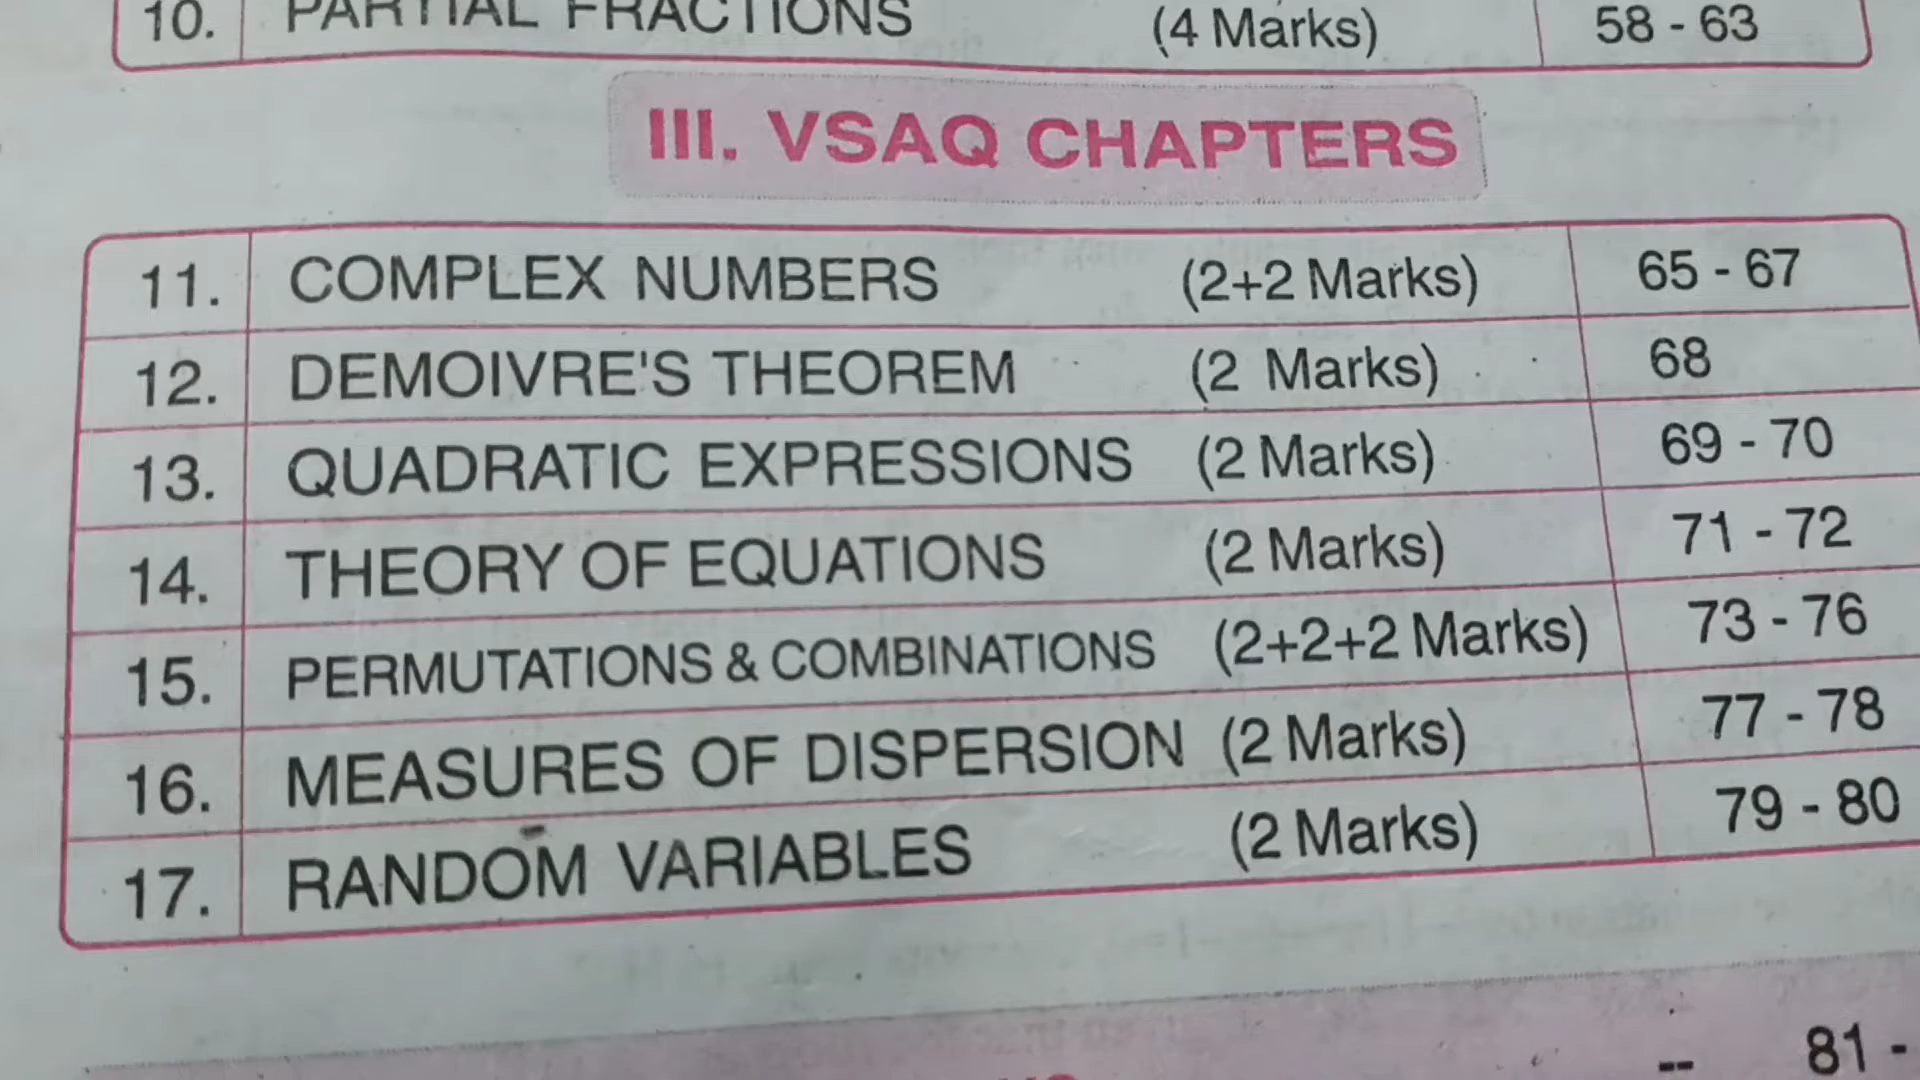 10. PARTIAL FRACTIONS (4 Marks) 58 - 63
III. VSAQ CHAPTERS
11. COMPLEX NUMBERS (2+2 Marks) 65 - 67
12. DEMOIVRE'S THEOREM (2 Marks) 68
13. QUADRATIC EXPRESSIONS (2 Marks) 69 - 70
14. THEORY OF EQUATIONS (2 Marks) 71 - 72
15. PERMUTATIONS & COMBINATIONS (2+2+2 Marks) 73 - 76
16. MEASURES OF DISPERSION (2 Marks) 77 - 78
17. RANDOM VARIABLES (2 Marks) 79 - 80
-- 81 -